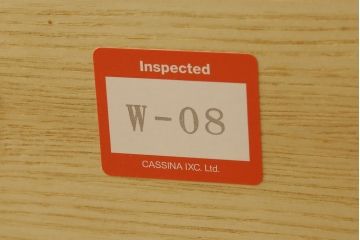 Inspected
W-08
CASSINA IXC. Ltd.